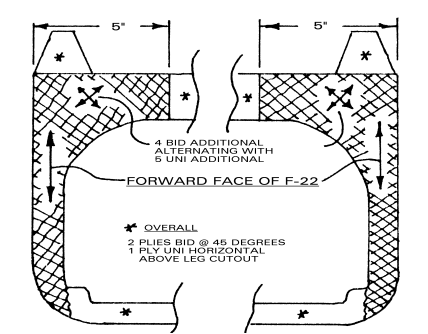 5" 5"
4 BID ADDITIONAL
ALTERNATING WITH
5 UNI ADDITIONAL
FORWARD FACE OF F-22
* OVERALL
2 PLIES BID @ 45 DEGREES
1 PLY UNI HORIZONTAL
ABOVE LEG CUTOUT